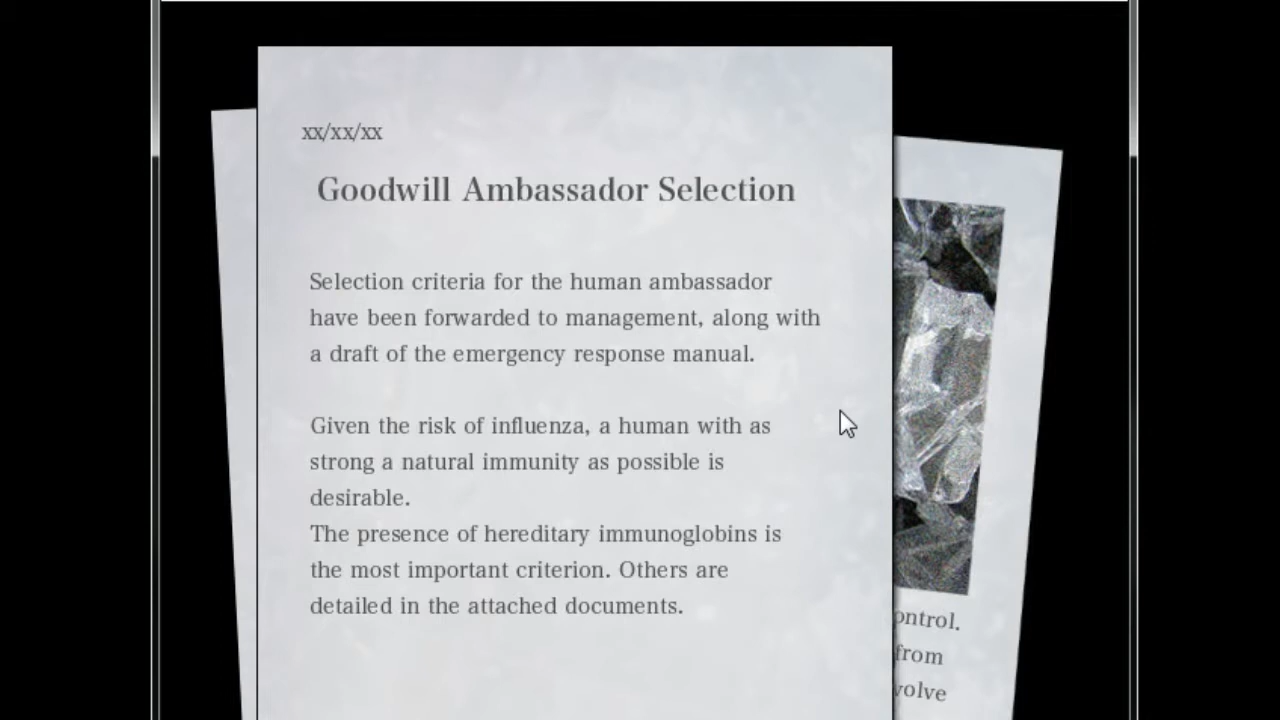 xx/xx/xx
Goodwill Ambassador Selection
Selection criteria for the human ambassador
have been forwarded to management, along with
a draft of the emergency response manual.
Given the risk of influenza, a human with as
strong a natural immunity as possible is
desirable.
The presence of hereditary immunoglobins is
the most important criterion. Others are
detailed in the attached documents.
ontrol.
from
volve